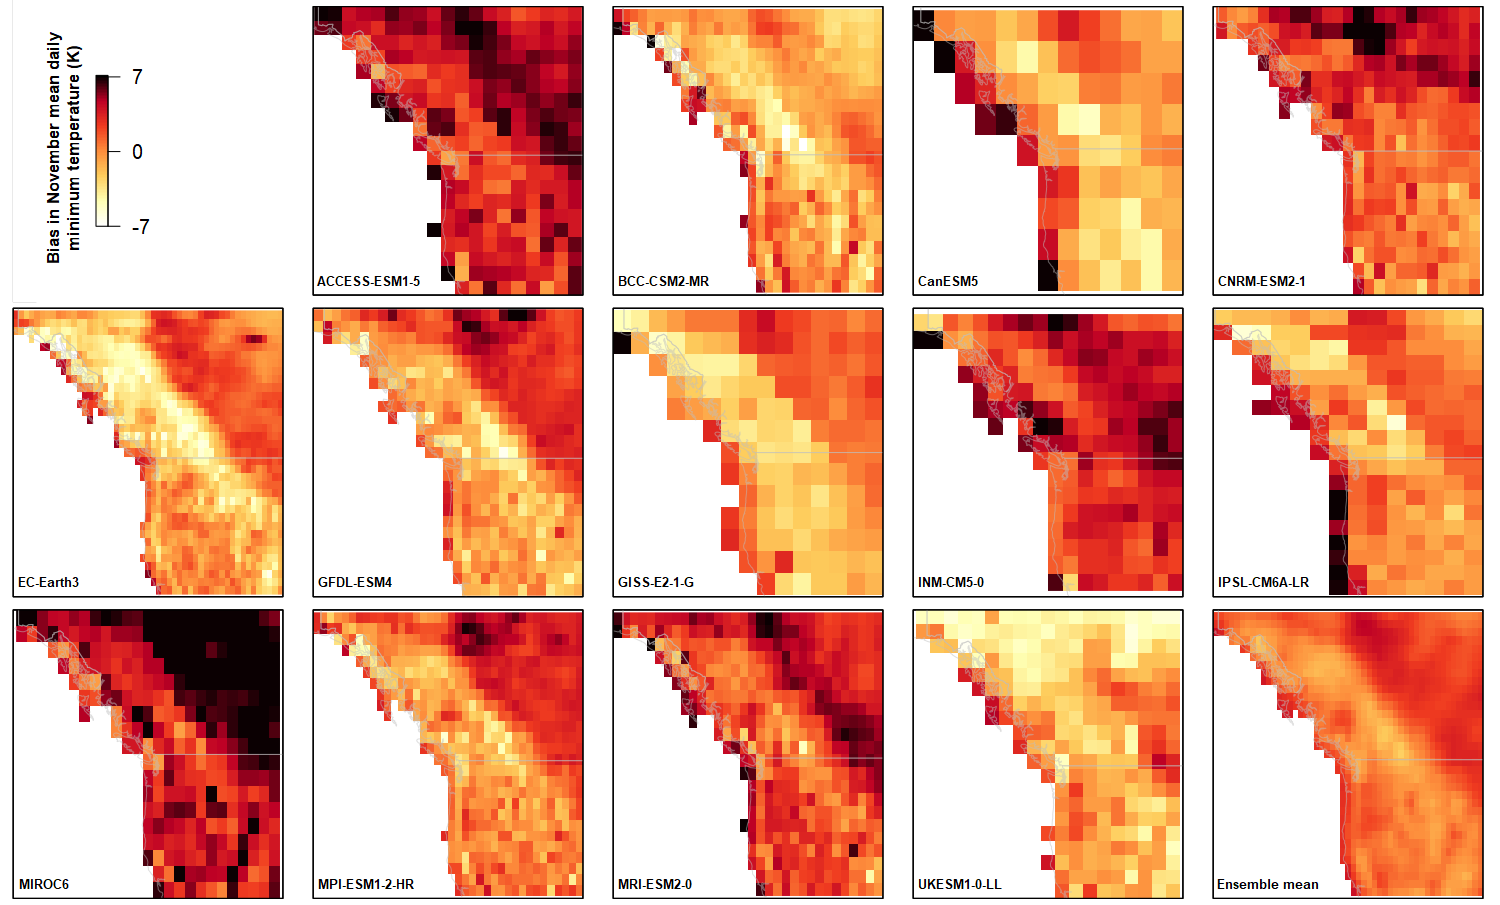 Bias in November mean daily
minimum temperature (K)
7
0
-7
ACCESS-ESM1-5
BCC-CSM2-MR
CanESM5
CNRM-ESM2-1
EC-Earth3
GFDL-ESM4
GISS-E2-1-G
INM-CM5-0
IPSL-CM6A-LR
MIROC6
MPI-ESM1-2-HR
MRI-ESM2-0
UKESM1-0-LL
Ensemble mean